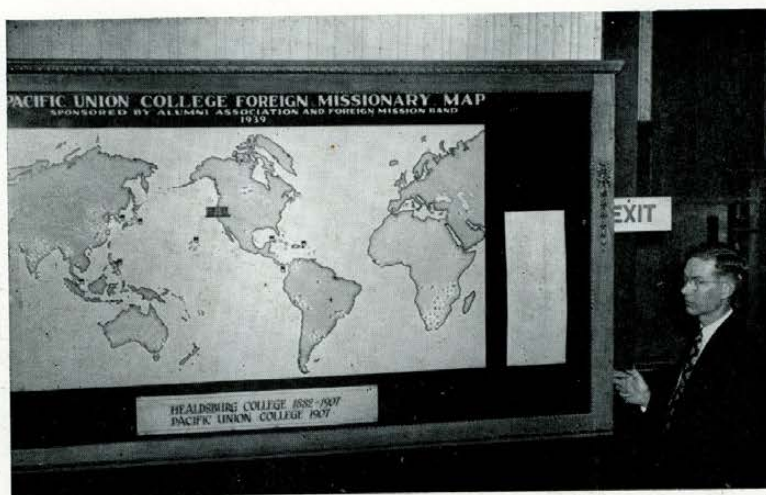 PACIFIC UNION COLLEGE FOREIGN MISSIONARY MAP
SPONSORED BY ALUMNI ASSOCIATION AND FOREIGN MISSION BAND
1939
EXIT
HEALDSBURG COLLEGE 1882-1907
PACIFIC UNION COLLEGE 1907